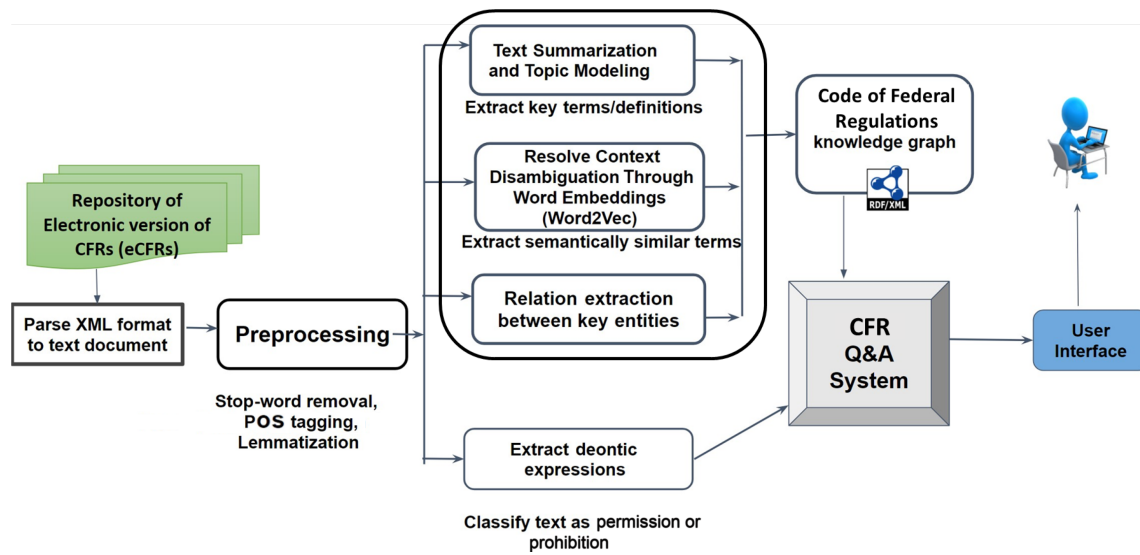 Repository of
Electronic version of
CFRs (eCFRs)
Parse XML format
to text document
Preprocessing
Stop-word removal,
POS tagging,
Lemmatization
Text Summarization
and Topic Modeling
Extract key terms/definitions
Resolve Context
Disambiguation Through
Word Embeddings
(Word2Vec)
Extract semantically similar terms
Relation extraction
between key entities
Extract deontic
expressions
Classify text as permission or
prohibition
Code of Federal
Regulations
knowledge graph
RDF/XML
CFR
Q&A
System
User
Interface